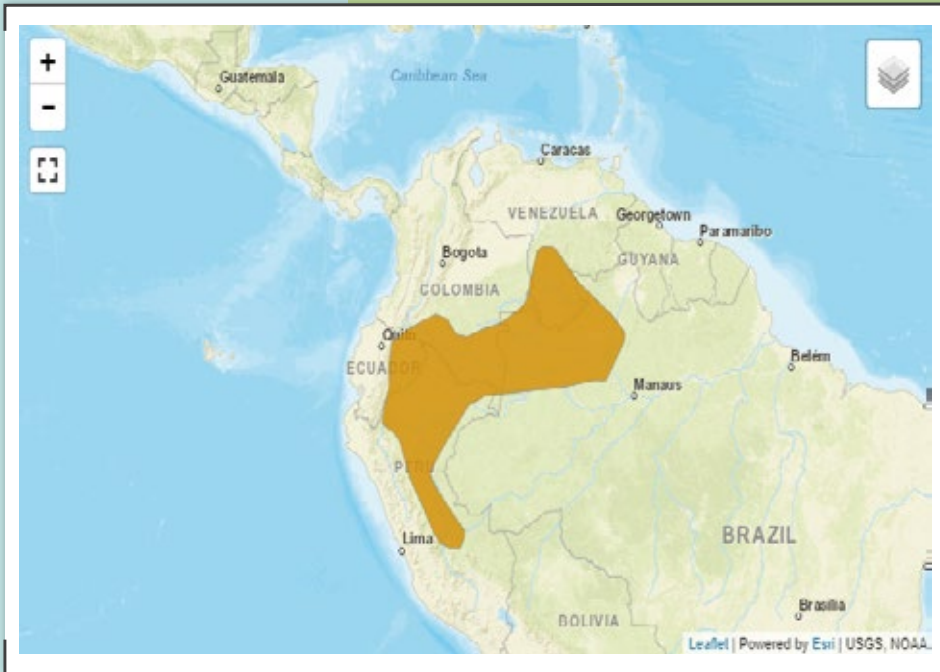 +
Guatemala
Caribbean Sea
−
Caracas
VENEZUELA
Georgetown
Paramaribo
Bogota
GUYANA
COLOMBIA
Quito
ECUADOR
Belém
Manaus
PERU
Lima
BRAZIL
Brasília
BOLIVIA
Leaflet | Powered by Esri | USGS, NOAA...